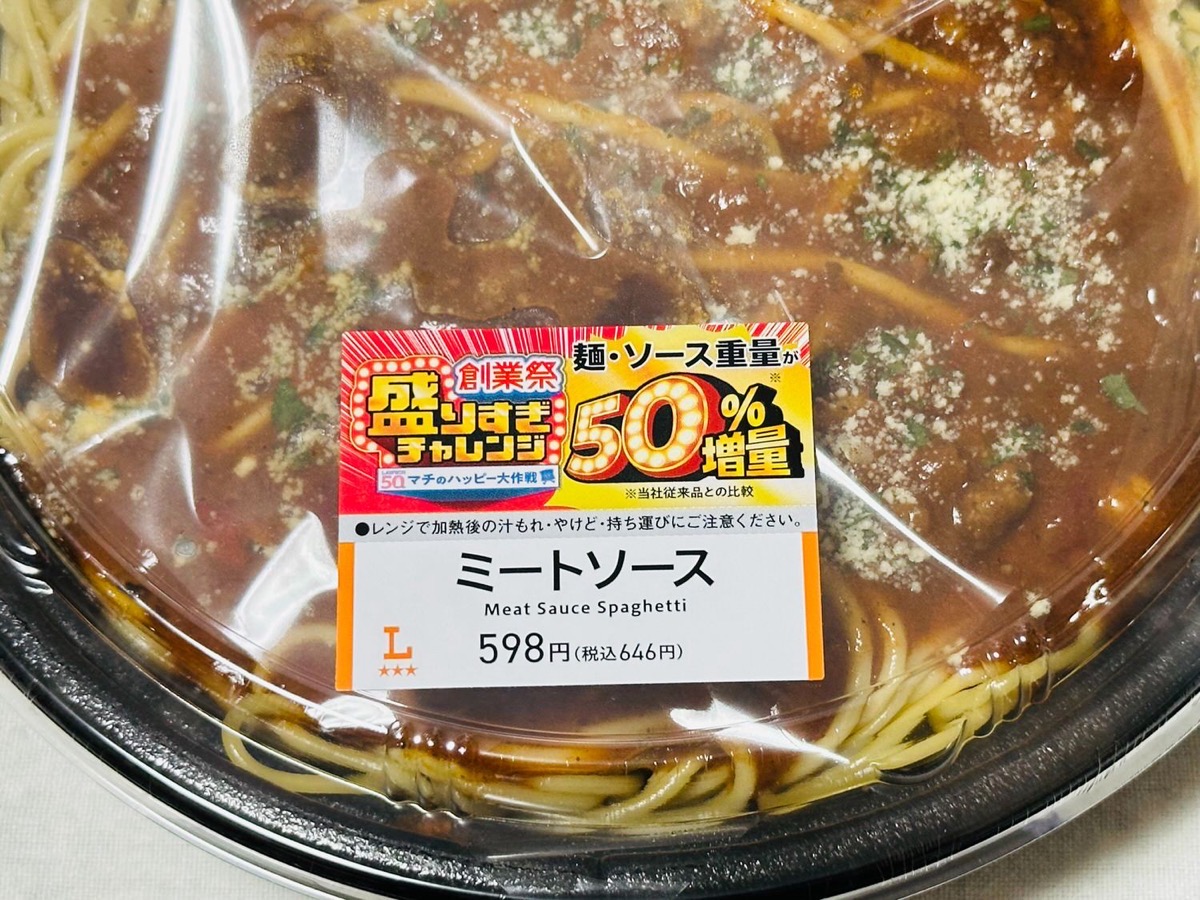 創業祭
盛りすぎ
チャレンジ
LAWSON
50th マチのハッピー大作戦
麺・ソース重量が
50%※
増量
※当社従来品との比較
●レンジで加熱後の汁もれ・やけど・持ち運びにご注意ください。
ミートソース
Meat Sauce Spaghetti
L
★★★
598円(税込646円)